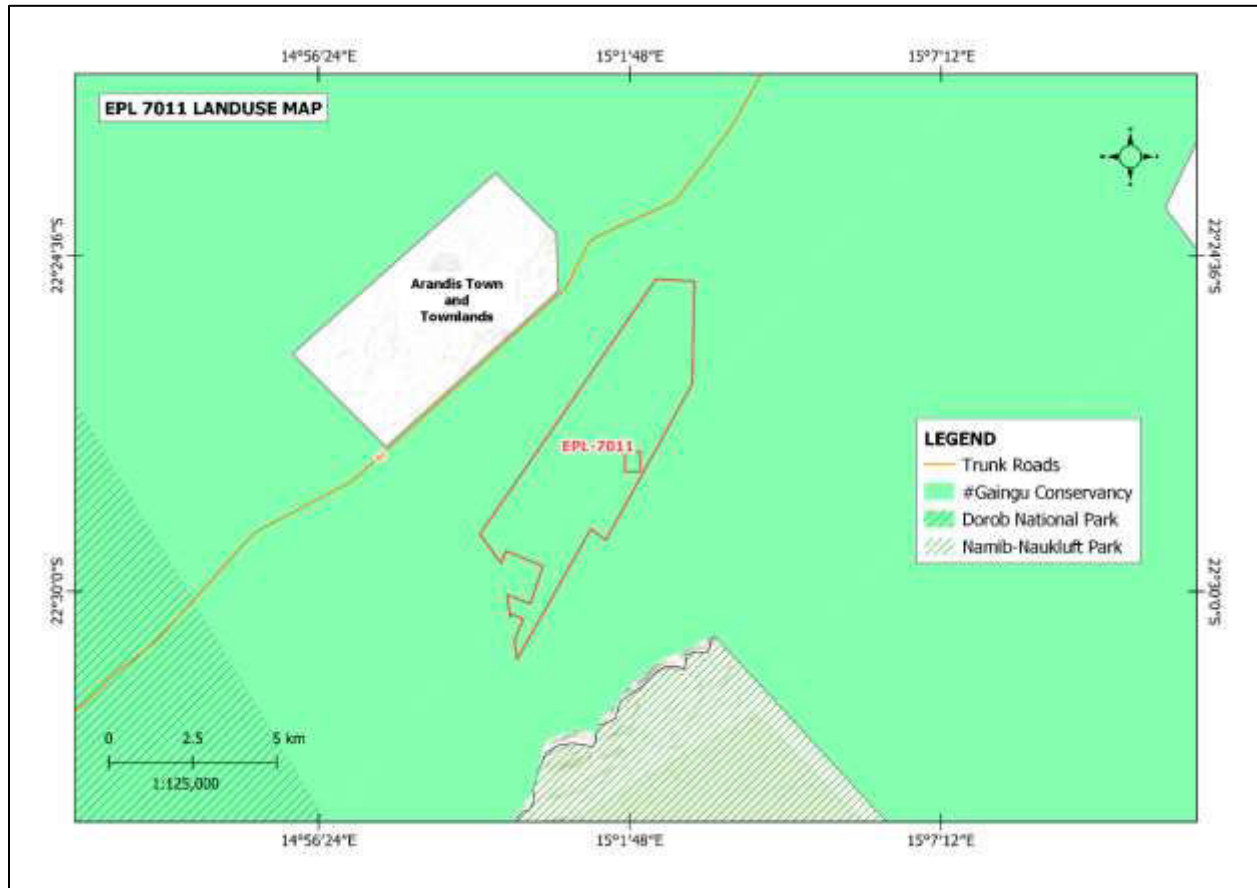 14°56'24"E 15°1'48"E 15°7'12"E
EPL 7011 LANDUSE MAP
22°24'36"S
22°24'36"S
Arandis Town
and
Townlands
EPL-7011
LEGEND
Trunk Roads
#Gaingu Conservancy
Dorob National Park
Namib-Naukluft Park
22°30'0"S
22°30'0"S
0 2.5 5 km
1:125,000
14°56'24"E 15°1'48"E 15°7'12"E